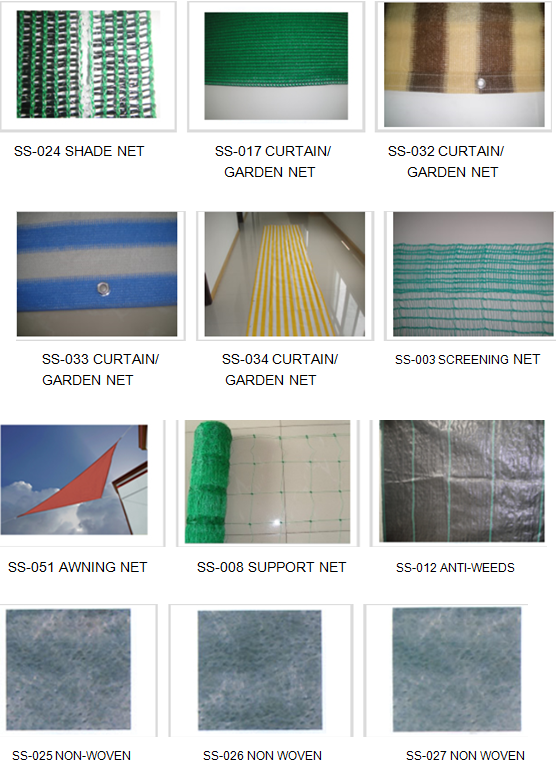 SS-024 SHADE NET
SS-017 CURTAIN/
GARDEN NET
SS-032 CURTAIN/
GARDEN NET
SS-033 CURTAIN/
GARDEN NET
SS-034 CURTAIN/
GARDEN NET
SS-003 SCREENING NET
SS-051 AWNING NET
SS-008 SUPPORT NET
SS-012 ANTI-WEEDS
SS-025 NON-WOVEN
SS-026 NON WOVEN
SS-027 NON WOVEN